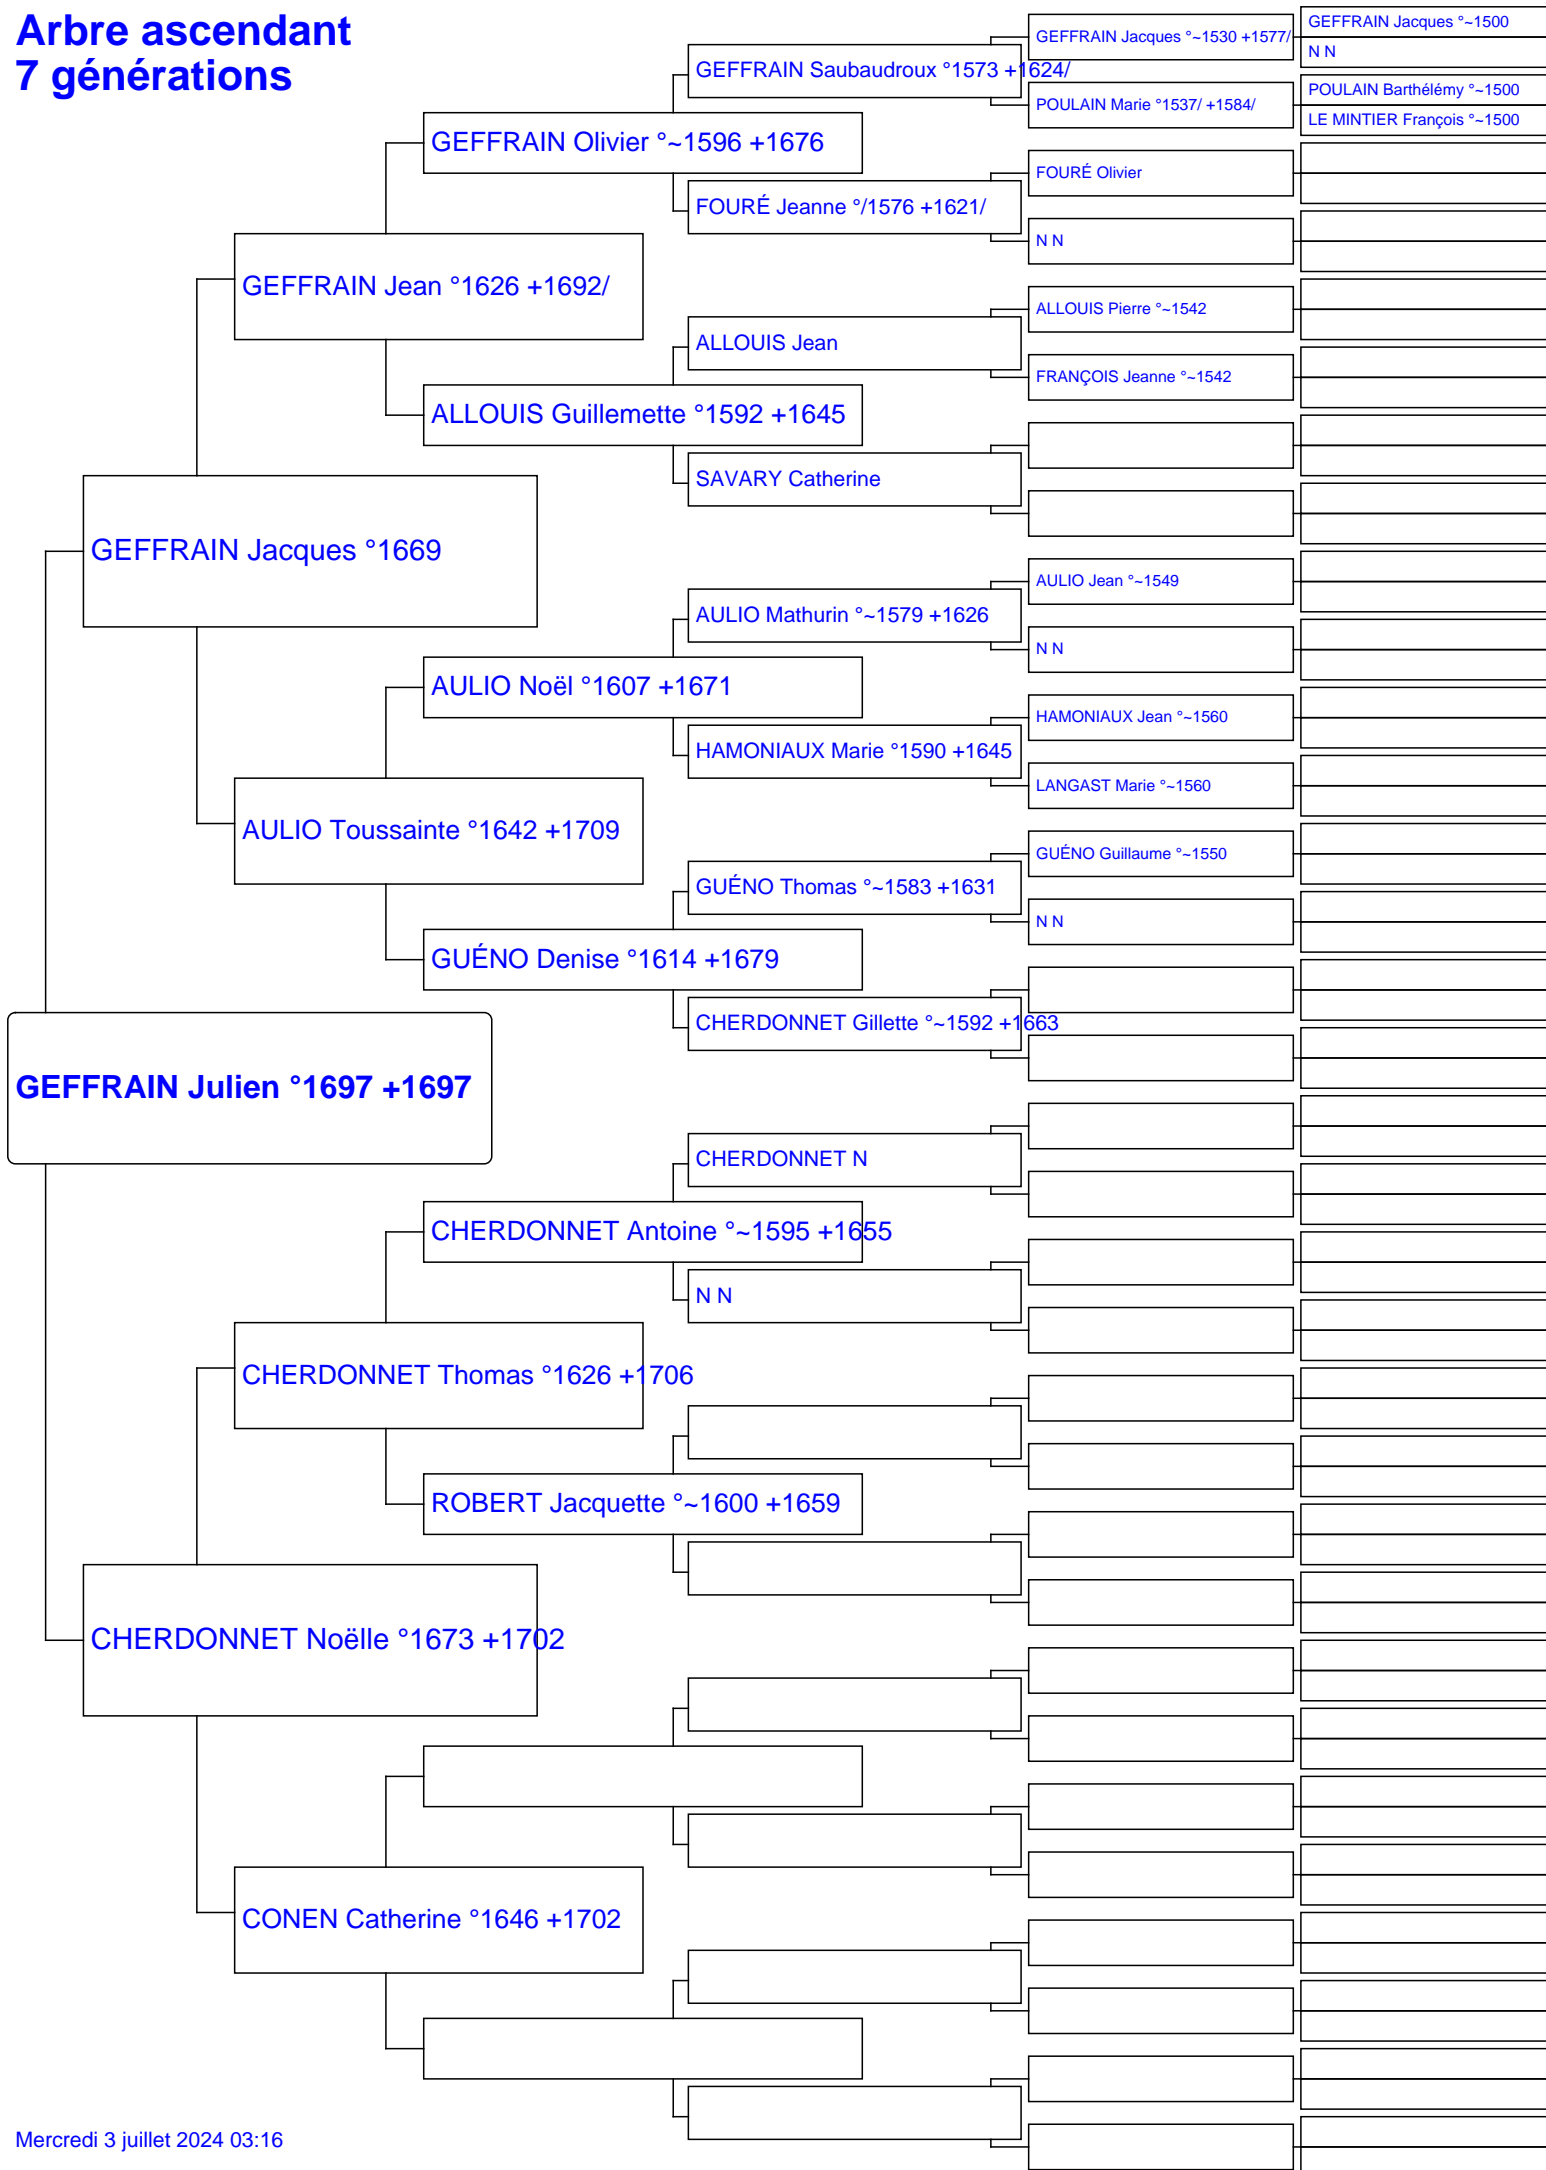 Arbre ascendant
7 générations
GEFFRAIN Jacques °~1500
GEFFRAIN Jacques °~1530 +1577/
N N
GEFFRAIN Saubaudroux °1573 +1624/
POULAIN Barthélémy °~1500
POULAIN Marie °1537/ +1584/
LE MINTIER François °~1500
GEFFRAIN Olivier °~1596 +1676
FOURÉ Olivier
FOURÉ Jeanne °/1576 +1621/
N N
GEFFRAIN Jean °1626 +1692/
ALLOUIS Pierre °~1542
ALLOUIS Jean
FRANÇOIS Jeanne °~1542
ALLOUIS Guillemette °1592 +1645
SAVARY Catherine
GEFFRAIN Jacques °1669
AULIO Jean °~1549
AULIO Mathurin °~1579 +1626
N N
AULIO Noël °1607 +1671
HAMONIAUX Jean °~1560
HAMONIAUX Marie °1590 +1645
LANGAST Marie °~1560
AULIO Toussainte °1642 +1709
GUÉNO Guillaume °~1550
GUÉNO Thomas °~1583 +1631
N N
GUÉNO Denise °1614 +1679
CHERDONNET Gillette °~1592 +1663
GEFFRAIN Julien °1697 +1697
CHERDONNET N
CHERDONNET Antoine °~1595 +1655
N N
CHERDONNET Thomas °1626 +1706
ROBERT Jacquette °~1600 +1659
CHERDONNET Noëlle °1673 +1702
CONEN Catherine °1646 +1702
Mercredi 3 juillet 2024 03:16